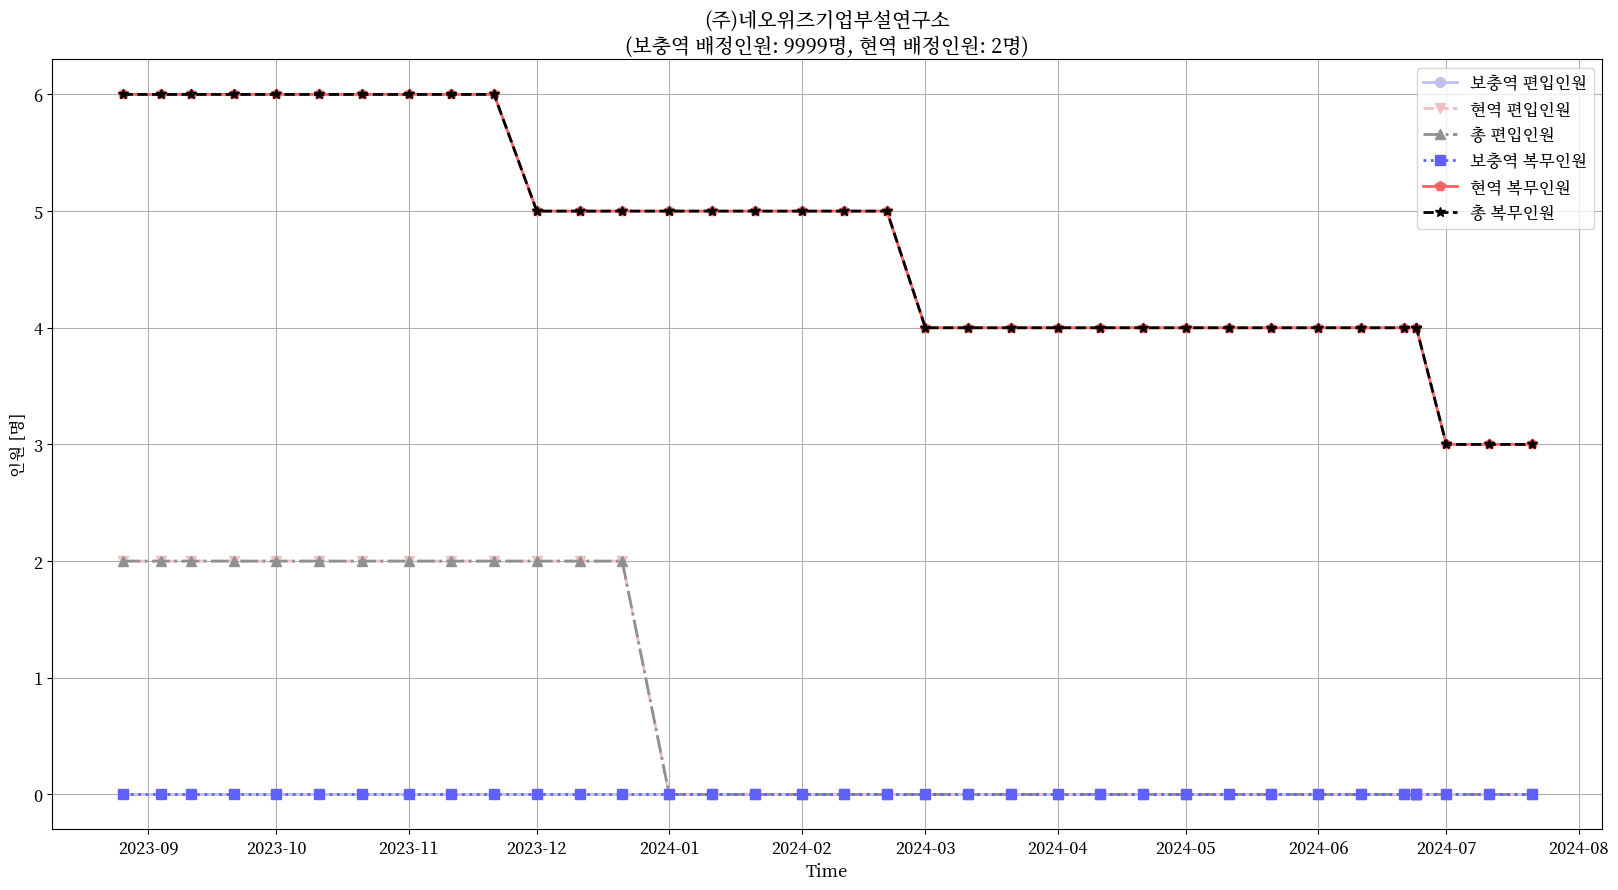 (주)네오위즈기업부설연구소
(보충역 배정인원: 9999명, 현역 배정인원: 2명)
보충역 편입인원
현역 편입인원
총 편입인원
보충역 복무인원
현역 복무인원
총 복무인원
인원 [명]
6
5
4
3
2
1
0
2023-09 2023-10 2023-11 2023-12 2024-01 2024-02 2024-03 2024-04 2024-05 2024-06 2024-07 2024-08
Time